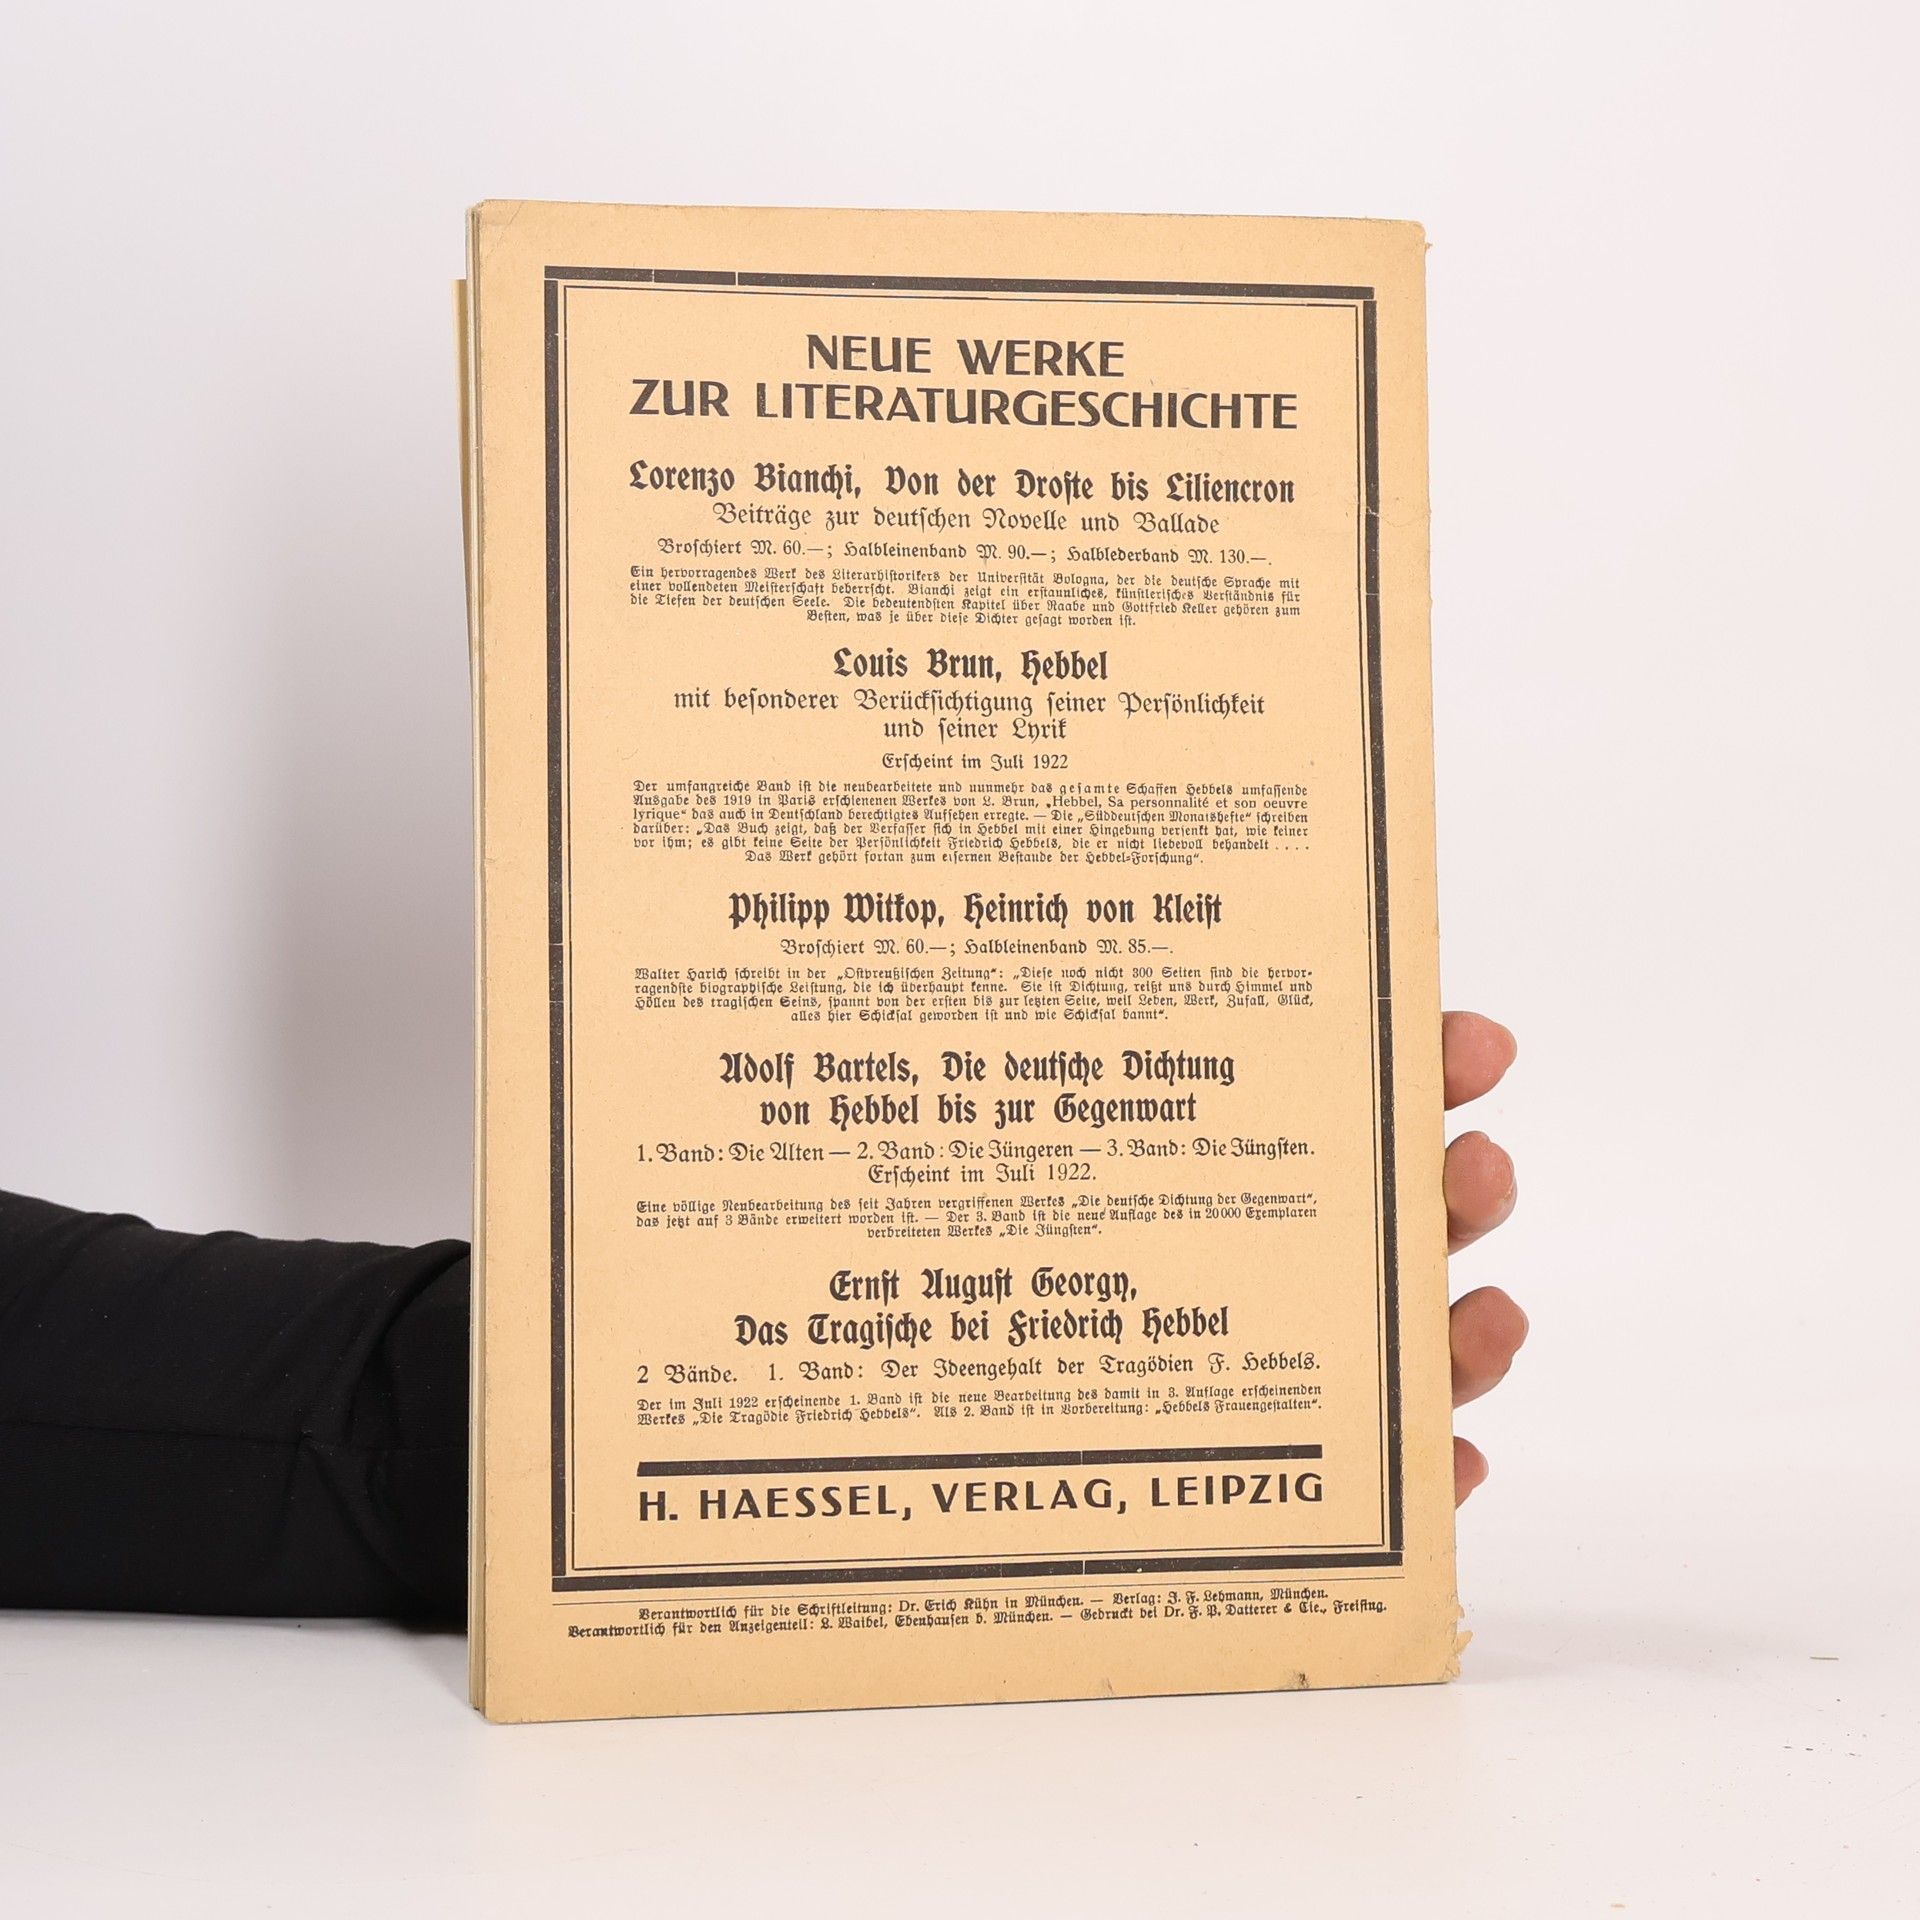 NEUE WERKE
ZUR LITERATURGESCHICHTE
Lorenzo Bianchi, Von der Droste bis Liliencron
Beiträge zur deutschen Novelle und Ballade
Broschiert M. 60.—; Halbleinenband M. 90.—; Halblederband M. 130.—.
Ein hervorragendes Werk des Literarhistorikers der Universität Bologna, der die deutsche Sprache mit
einer vollendeten Meisterschaft beherrscht. Bianchi zeigt ein erstaunliches, künstlerisches Verständnis für
die Tiefen der deutschen Seele. Die bedeutendsten Kapitel über Raabe und Gottfried Keller gehören zum
Besten, was je über diese Dichter gesagt worden ist.
Louis Brun, Hebbel
mit besonderer Berücksichtigung seiner Persönlichkeit
und seiner Lyrik
Erscheint im Juli 1922
Der umfangreiche Band ist die neubearbeitete und nunmehr das gesamte Schaffen Hebbels umfassende
Ausgabe des 1919 in Paris erschienenen Werkes von L. Brun, „Hebbel, Sa personnalité et son oeuvre
lyrique“ das auch in Deutschland berechtigtes Aufsehen erregte. — Die „Süddeutschen Monatshefte“ schreiben
darüber: „Das Buch zeigt, daß der Verfasser sich in Hebbel mit einer Hingebung versenkt hat, wie keiner
vor ihm; es gibt keine Seite der Persönlichkeit Friedrich Hebbels, die er nicht liebevoll behandelt . . . .
Das Werk gehört fortan zum eisernen Bestande der Hebbel-Forschung“.
Philipp Witkop, Heinrich von Kleist
Broschiert M. 60.—; Halbleinenband M. 85.—.
Walter Harich schreibt in der „Ostpreußischen Zeitung“: „Diese noch nicht 300 Seiten sind die hervor-
ragendste biographische Leistung, die ich überhaupt kenne. Sie ist Dichtung, reißt uns durch Himmel und
Höllen des tragischen Seins, spannt von der ersten bis zur letzten Seite, weil Leben, Werk, Zufall, Glück,
alles hier Schicksal geworden ist und wie Schicksal bannt“.
Adolf Bartels, Die deutsche Dichtung
von Hebbel bis zur Gegenwart
1. Band: Die Alten — 2. Band: Die Jüngeren — 3. Band: Die Jüngsten.
Erscheint im Juli 1922.
Eine völlige Neubearbeitung des seit Jahren vergriffenen Werkes „Die deutsche Dichtung der Gegenwart“,
das jetzt auf 3 Bände erweitert worden ist. — Der 3. Band ist die neue Auflage des in 20000 Exemplaren
verbreiteten Werkes „Die Jüngsten“.
Ernst August Georgy,
Das Tragische bei Friedrich Hebbel
2 Bände. 1. Band: Der Ideengehalt der Tragödien F. Hebbels.
Der im Juli 1922 erscheinende 1. Band ist die neue Bearbeitung des damit in 3. Auflage erscheinenden
Werkes „Die Tragödie Friedrich Hebbels“. Als 2. Band ist in Vorbereitung: „Hebbels Frauengestalten“.
H. HAESSEL, VERLAG, LEIPZIG
Verantwortlich für die Schriftleitung: Dr. Erich Kühn in München. — Verlag: J. F. Lehmann, München.
Verantwortlich für den Anzeigenteil: L. Waibel, Ebenhausen b. München. — Gedruckt bei Dr. F. P. Datterer & Cie., Freising.